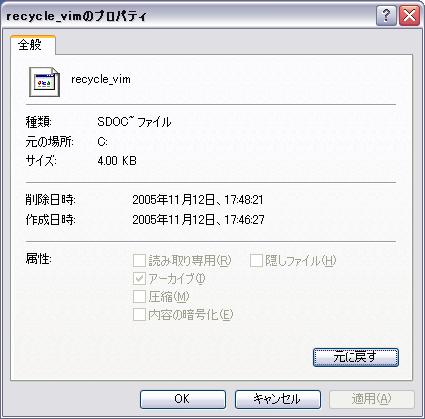 recycle_vimのプロパティ
全般
recycle_vim
種類: SDOC~ ファイル
元の場所: C:
サイズ: 4.00 KB
削除日時: 2005年11月12日、17:48:21
作成日時: 2005年11月12日、17:46:27
属性: 読み取り専用(R) 隠しファイル(H)
アーカイブ(I)
圧縮(M)
内容の暗号化(E)
元に戻す
OK キャンセル 適用(A)